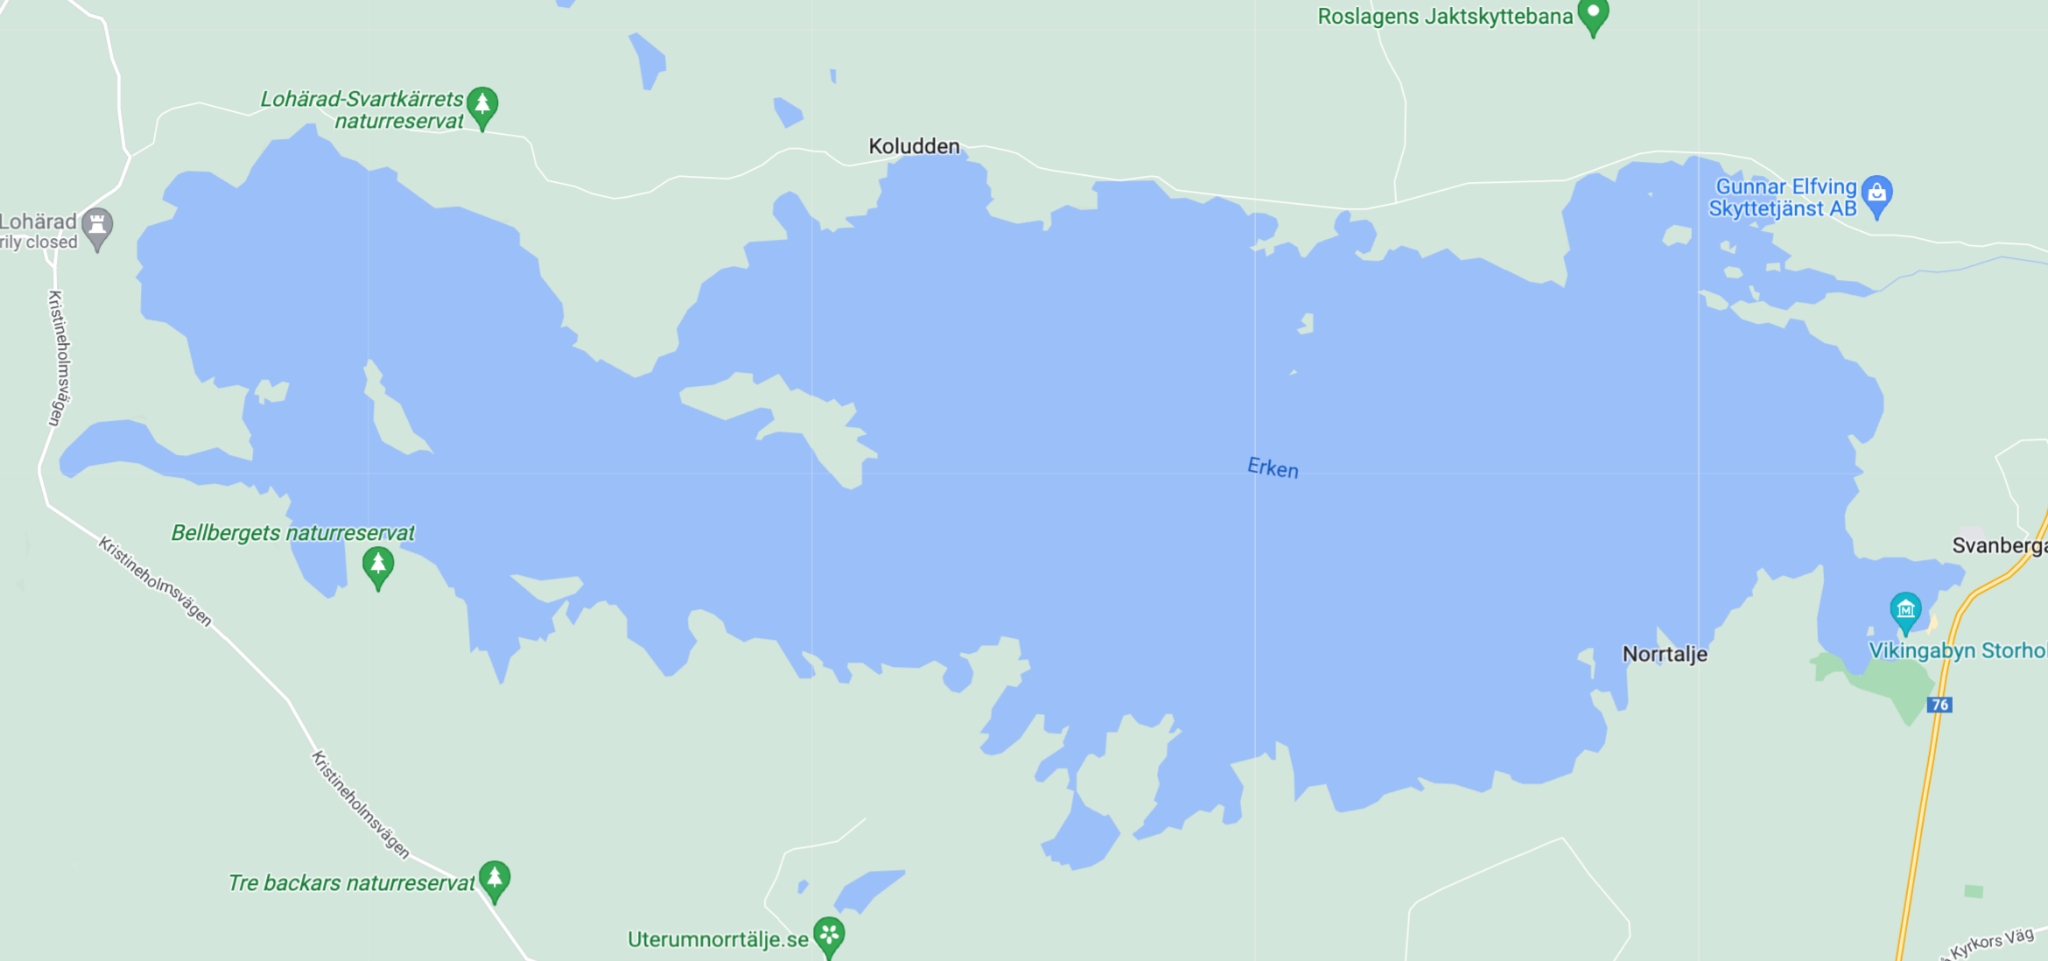 Roslagens Jaktskyttebana
Lohärad-Svartkärrets
naturreservat
Koludden
Gunnar Elfving
Skyttetjänst AB
Lohärad
rily closed
Kristineholmsvägen
Erken
Bellbergets naturreservat
Kristineholmsvägen
Svanberga
Norrtalje
Vikingabyn Storhol
76
Kristineholmsvägen
Tre backars naturreservat
Uterumnorrtälje.se
Kyrkors Väg